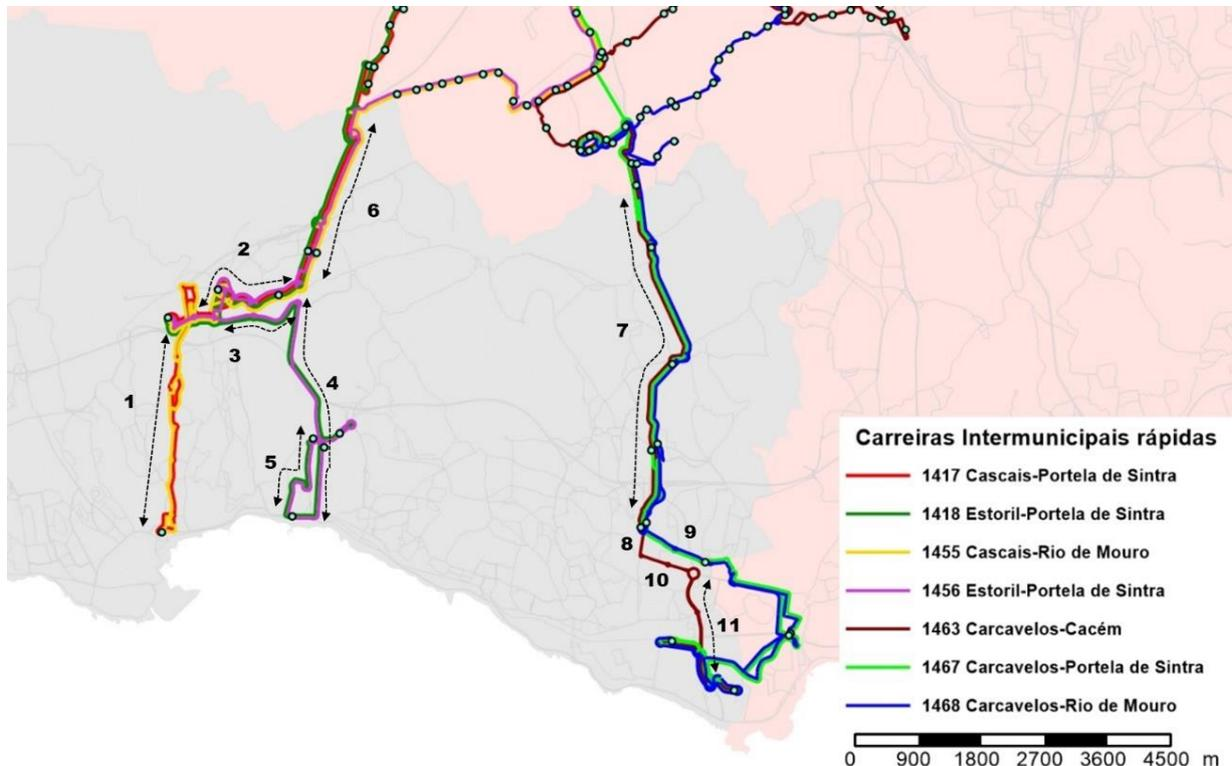 2
6
3
1
4
5
7
8
9
10
11
Carreiras Intermunicipais rápidas
1417 Cascais-Portela de Sintra
1418 Estoril-Portela de Sintra
1455 Cascais-Rio de Mouro
1456 Estoril-Portela de Sintra
1463 Carcavelos-Cacém
1467 Carcavelos-Portela de Sintra
1468 Carcavelos-Rio de Mouro
0 900 1800 2700 3600 4500 m